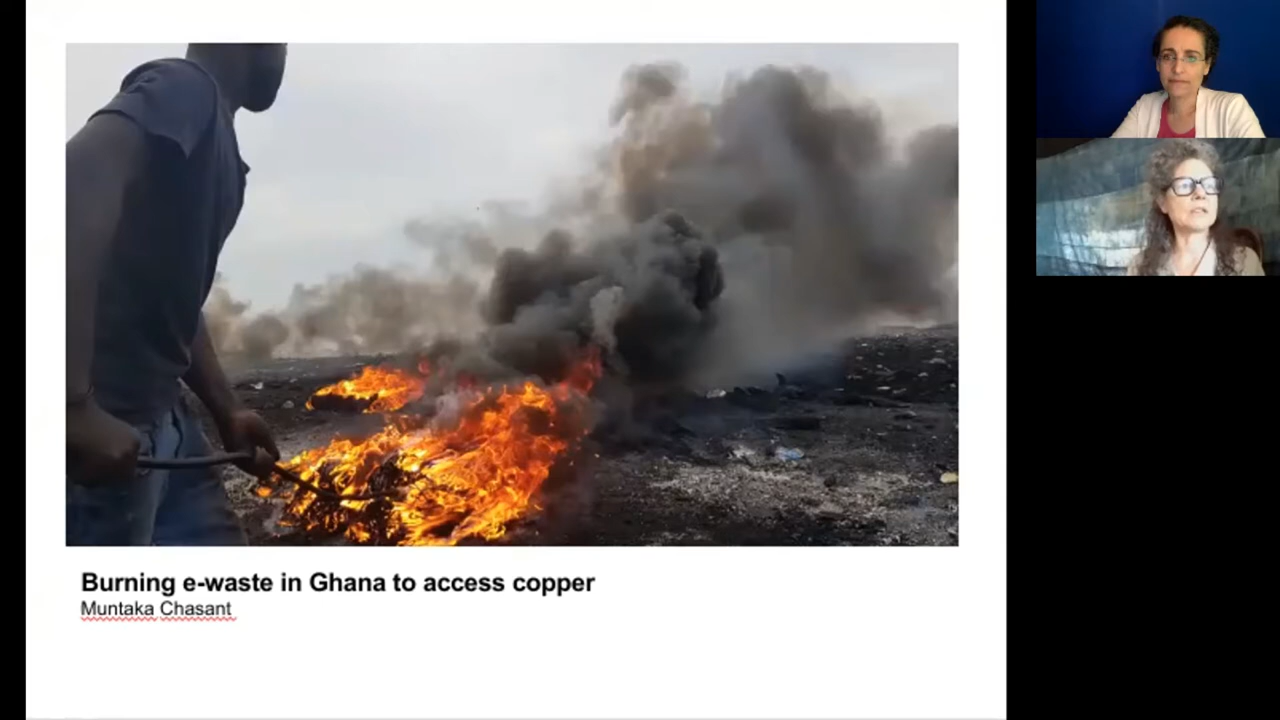 Burning e-waste in Ghana to access copper
Muntaka Chasant